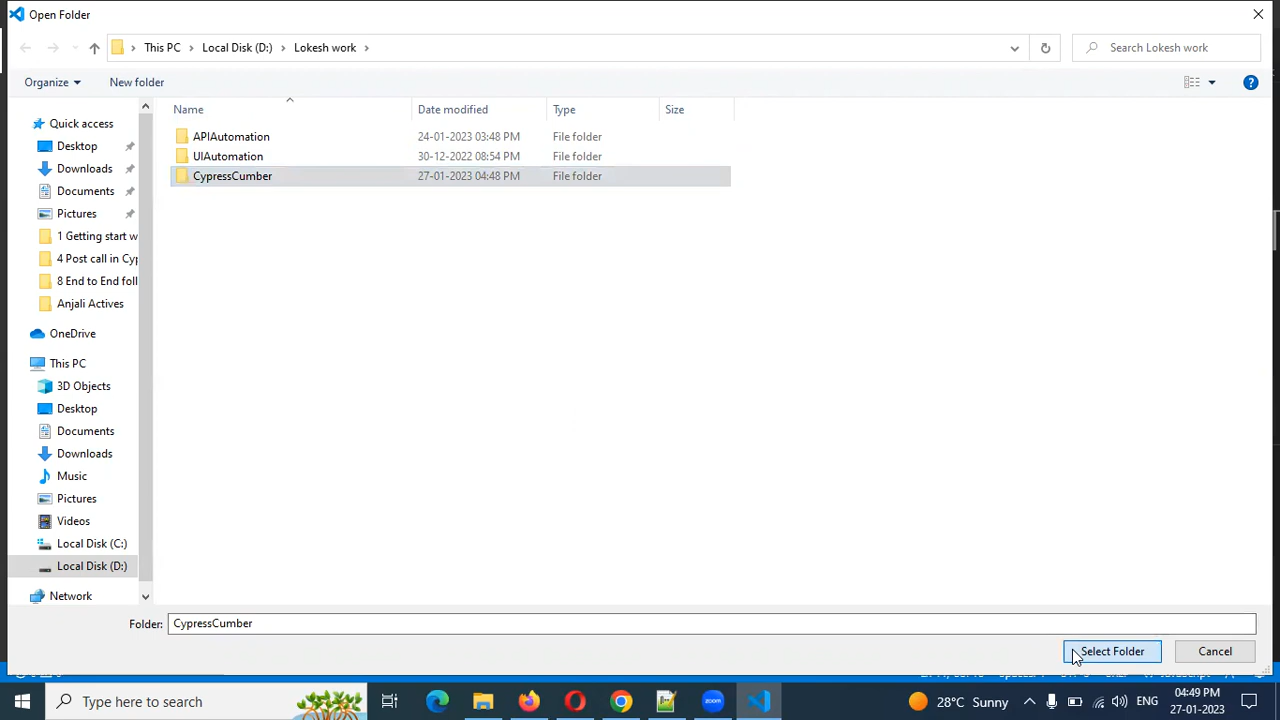 Open Folder
This PC > Local Disk (D:) > Lokesh work >
Search Lokesh work
Organize
New folder
Name
Date modified
Type
Size
APIAutomation 24-01-2023 03:48 PM File folder
UIAutomation 30-12-2022 08:54 PM File folder
CypressCumber 27-01-2023 04:48 PM File folder
Quick access
Desktop
Downloads
Documents
Pictures
1 Getting start w
4 Post call in Cyp
8 End to End foll
Anjali Actives
OneDrive
This PC
3D Objects
Desktop
Documents
Downloads
Music
Pictures
Videos
Local Disk (C:)
Local Disk (D:)
Network
Folder: CypressCumber
Select Folder
Cancel
Type here to search
zoom
28°C Sunny
ENG
04:49 PM
27-01-2023